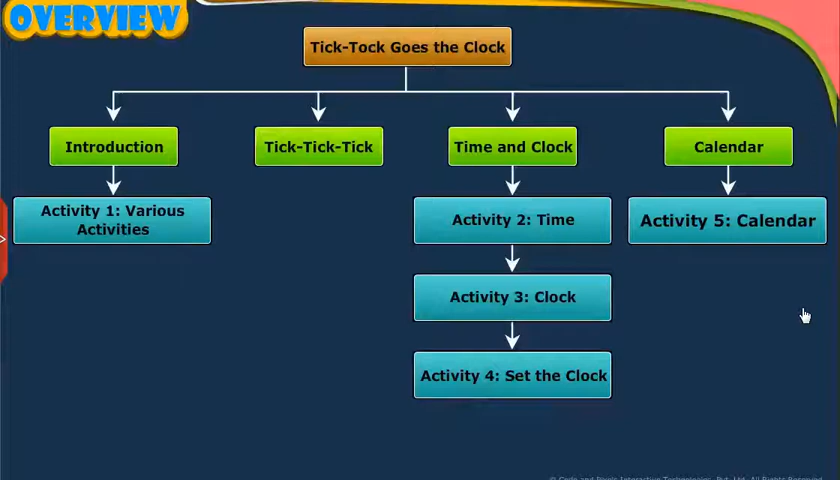 OVERVIEW
Tick-Tock Goes the Clock
Introduction
Tick-Tick-Tick
Time and Clock
Calendar
Activity 1: Various
Activities
Activity 2: Time
Activity 5: Calendar
Activity 3: Clock
Activity 4: Set the Clock